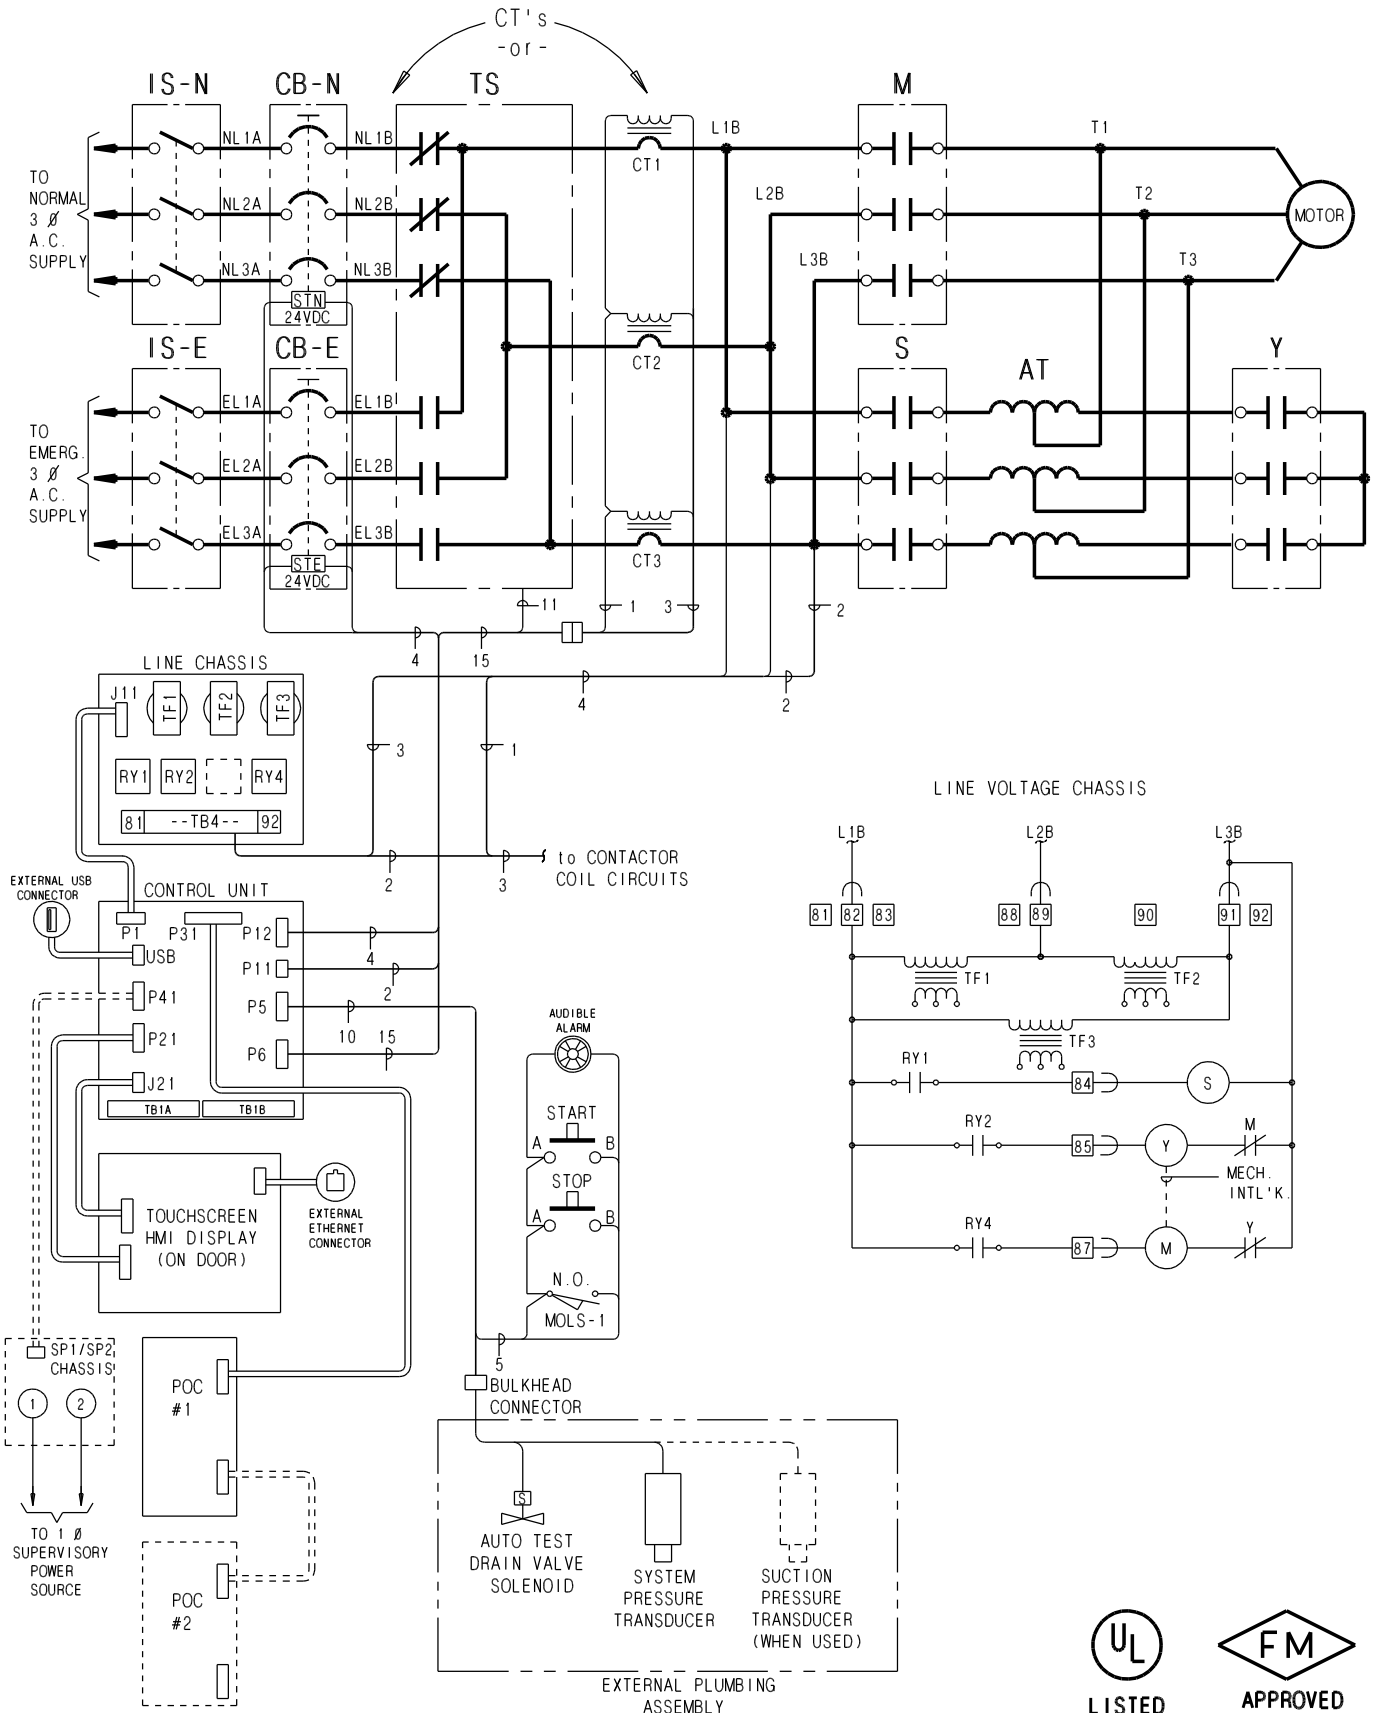 CT's
-or-
IS-N
CB-N
TS
M
NL1A
NL1B
L1B
T1
CT1
TO
NORMAL
3 Ø
A.C.
SUPPLY
NL2A
NL2B
L2B
T2
MOTOR
NL3A
NL3B
L3B
T3
STN
24VDC
IS-E
CB-E
CT2
S
AT
Y
EL1A
EL1B
TO
EMERG.
3 Ø
A.C.
SUPPLY
EL2A
EL2B
EL3A
EL3B
CT3
STE
24VDC
11
1
3
2
4
15
4
2
LINE CHASSIS
J11
TF1
TF2
TF3
3
1
RY1
RY2
RY4
81
--TB4--
92
2
3
to CONTACTOR
COIL CIRCUITS
LINE VOLTAGE CHASSIS
L1B
L2B
L3B
81
82
83
88
89
90
91
92
TF1
TF2
TF3
RY1
84
S
RY2
85
Y
M
MECH.
INTL'K.
RY4
87
M
Y
EXTERNAL USB
CONNECTOR
CONTROL UNIT
P1
P31
P12
4
USB
P11
2
P41
P5
10
15
P21
P6
J21
TB1A
TB1B
AUDIBLE
ALARM
START
A
B
STOP
A
B
N.O.
MOLS-1
5
TOUCHSCREEN
HMI DISPLAY
(ON DOOR)
EXTERNAL
ETHERNET
CONNECTOR
SP1/SP2
CHASSIS
1
2
TO 1 Ø
SUPERVISORY
POWER
SOURCE
POC
#1
POC
#2
BULKHEAD
CONNECTOR
S
AUTO TEST
DRAIN VALVE
SOLENOID
SYSTEM
PRESSURE
TRANSDUCER
SUCTION
PRESSURE
TRANSDUCER
(WHEN USED)
EXTERNAL PLUMBING
ASSEMBLY
UL
LISTED
FM
APPROVED